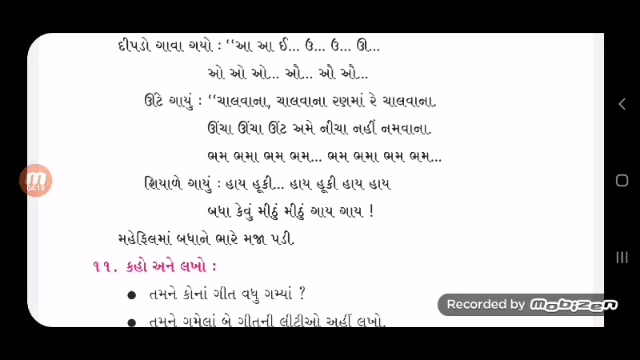 દીપડો ગાવા ગયો : “આ આ ઈ... ઉ... ઉ... ઊ...
ઓ ઓ ઓ... ઔ... ઔ ઔ...
ઊંટે ગાયું : “ચાલવાના, ચાલવાના રણમાં રે ચાલવાના.
ઊંચા ઊંચા ઊંટ અમે નીચા નહીં નમવાના.
ભમ ભમા ભમ ભમ... ભમ ભમા ભમ ભમ...
શિયાળે ગાયું : હાય હૂકી... હાય હૂકી હાય હાય
બધા કેવું મીઠું મીઠું ગાય ગાય !
મહેફિલમાં બધાને ભારે મજા પડી.
૧૧. કહો અને લખો :
● તમને કોનાં ગીત વધુ ગમ્યાં ?
● તમને ગમેલાં બે ગીતની લીટીઓ અહીં લખો.
04:19
Recorded by Mobizen